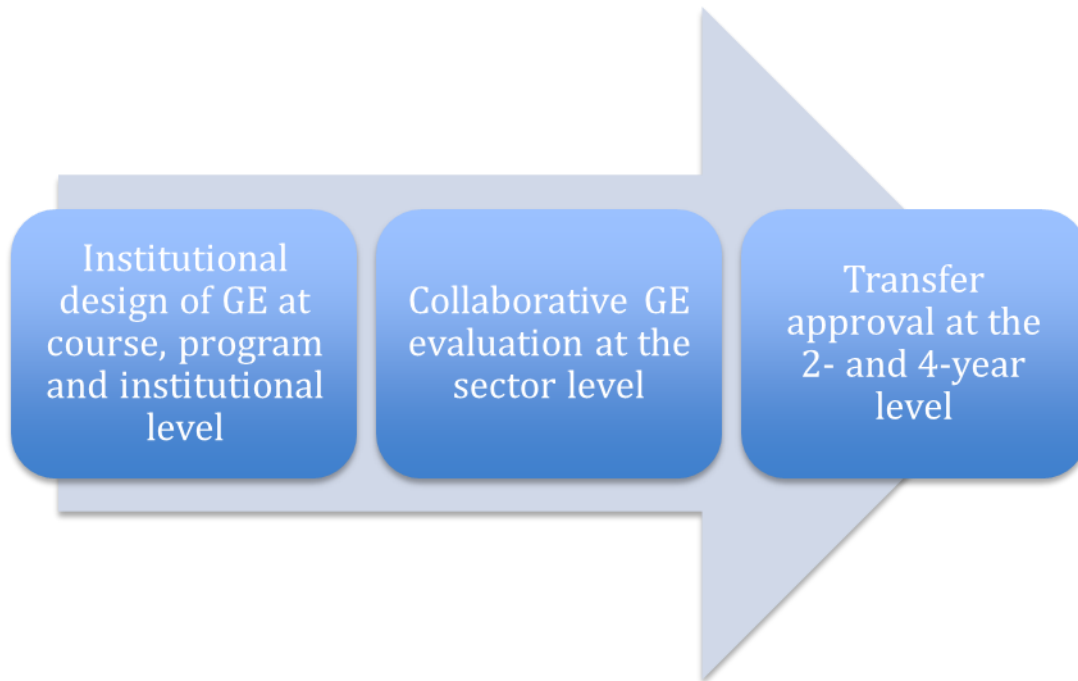 Institutional
design of GE at
course, program
and institutional
level
Collaborative GE
evaluation at the
sector level
Transfer
approval at the
2- and 4-year
level